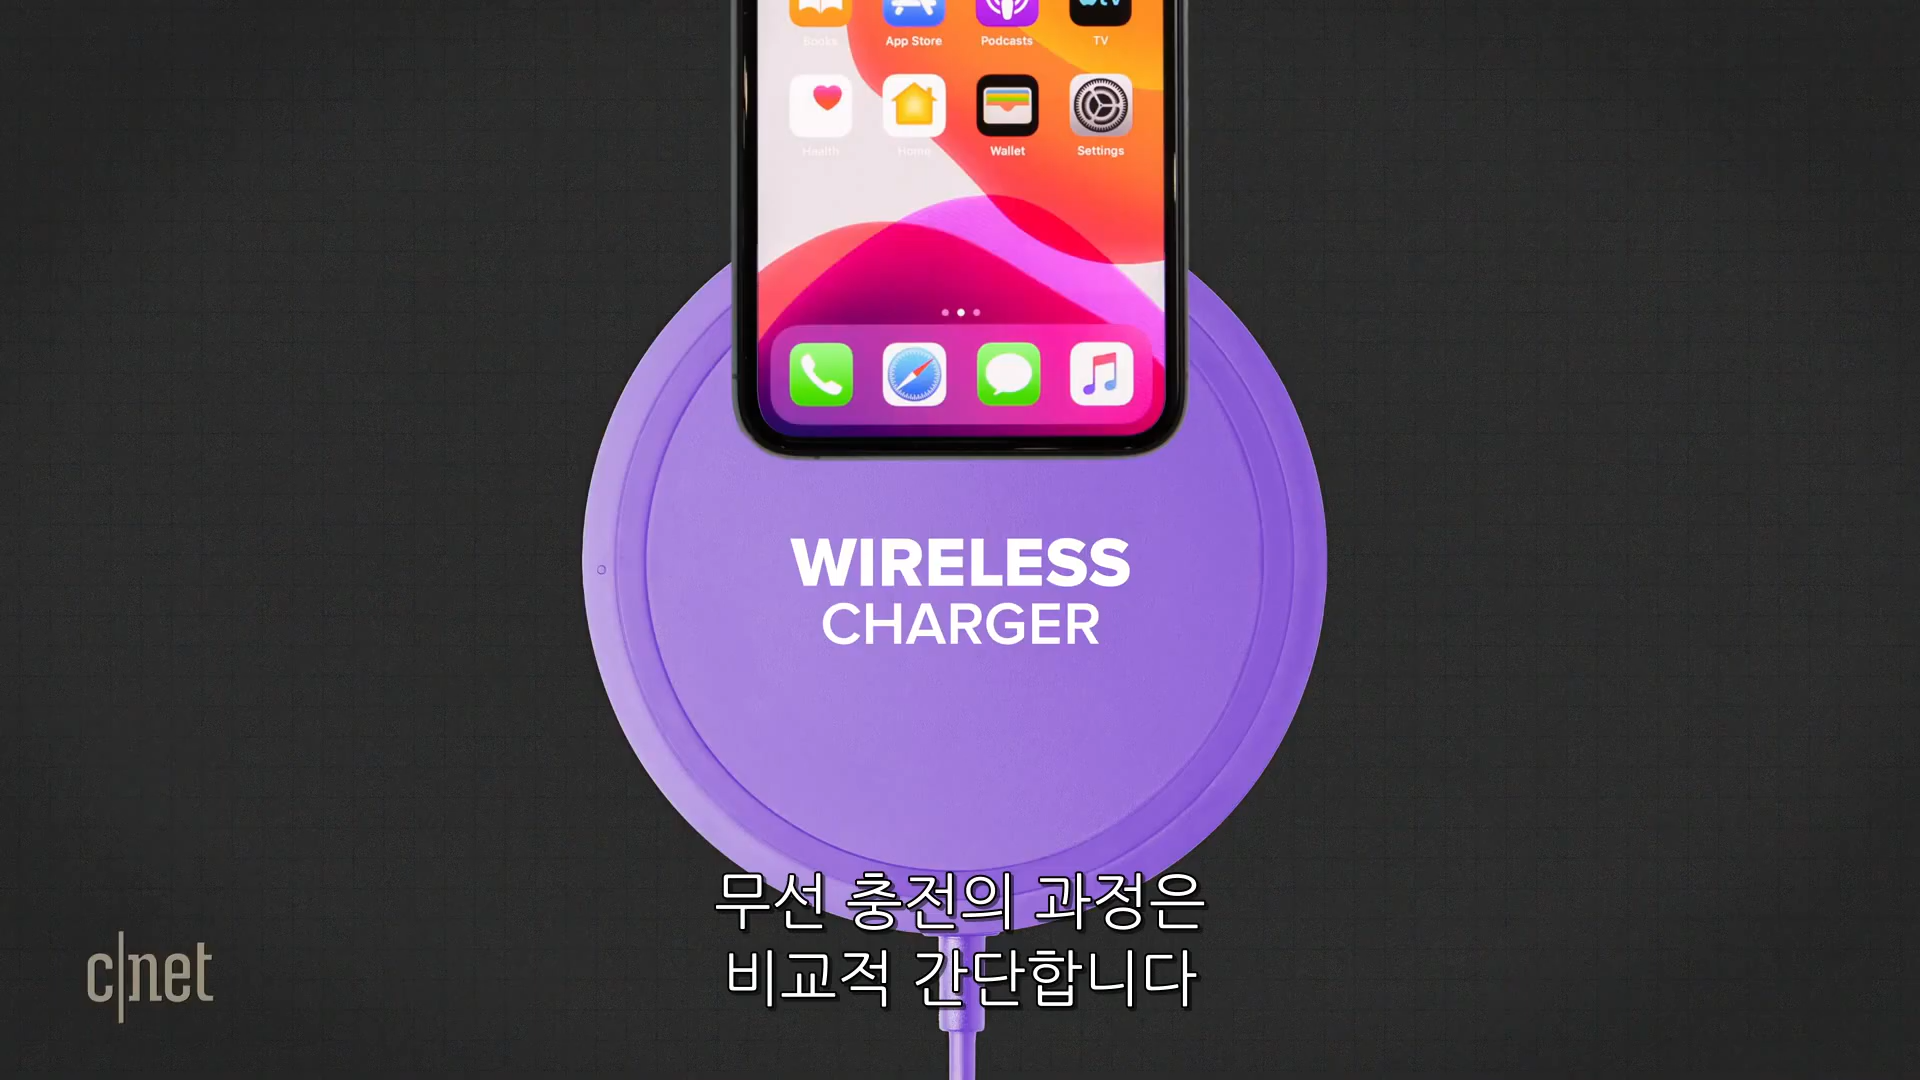 Books App Store Podcasts TV
Health Home Wallet Settings
WIRELESS
CHARGER
무선 충전의 과정은
비교적 간단합니다
c|net